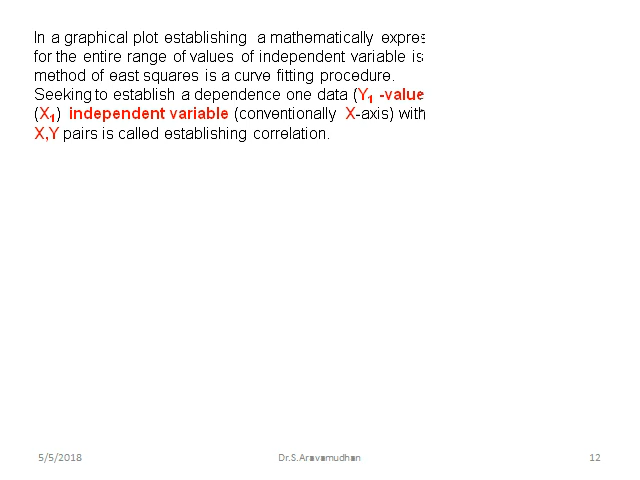 In a graphical plot establishing a mathematically expres
for the entire range of values of independent variable is
method of east squares is a curve fitting procedure.
Seeking to establish a dependence one data (Y₁ -value
(X₁) independent variable (conventionally X-axis) with
X,Y pairs is called establishing correlation.
5/5/2018
Dr.S.Aravamudhan
12